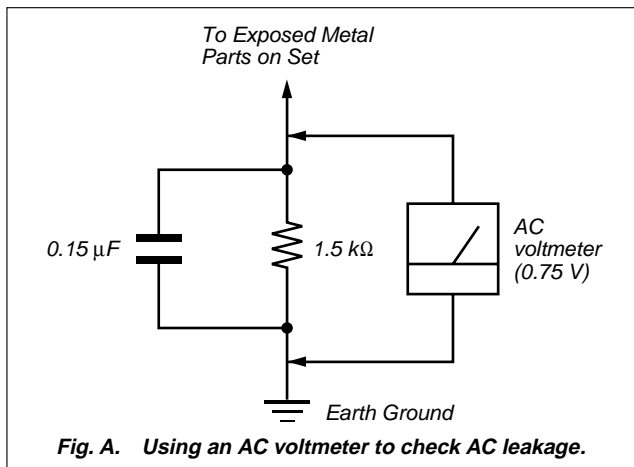 To Exposed Metal
Parts on Set
0.15 µF
1.5 kΩ
AC
voltmeter
(0.75 V)
Earth Ground
Fig. A. Using an AC voltmeter to check AC leakage.